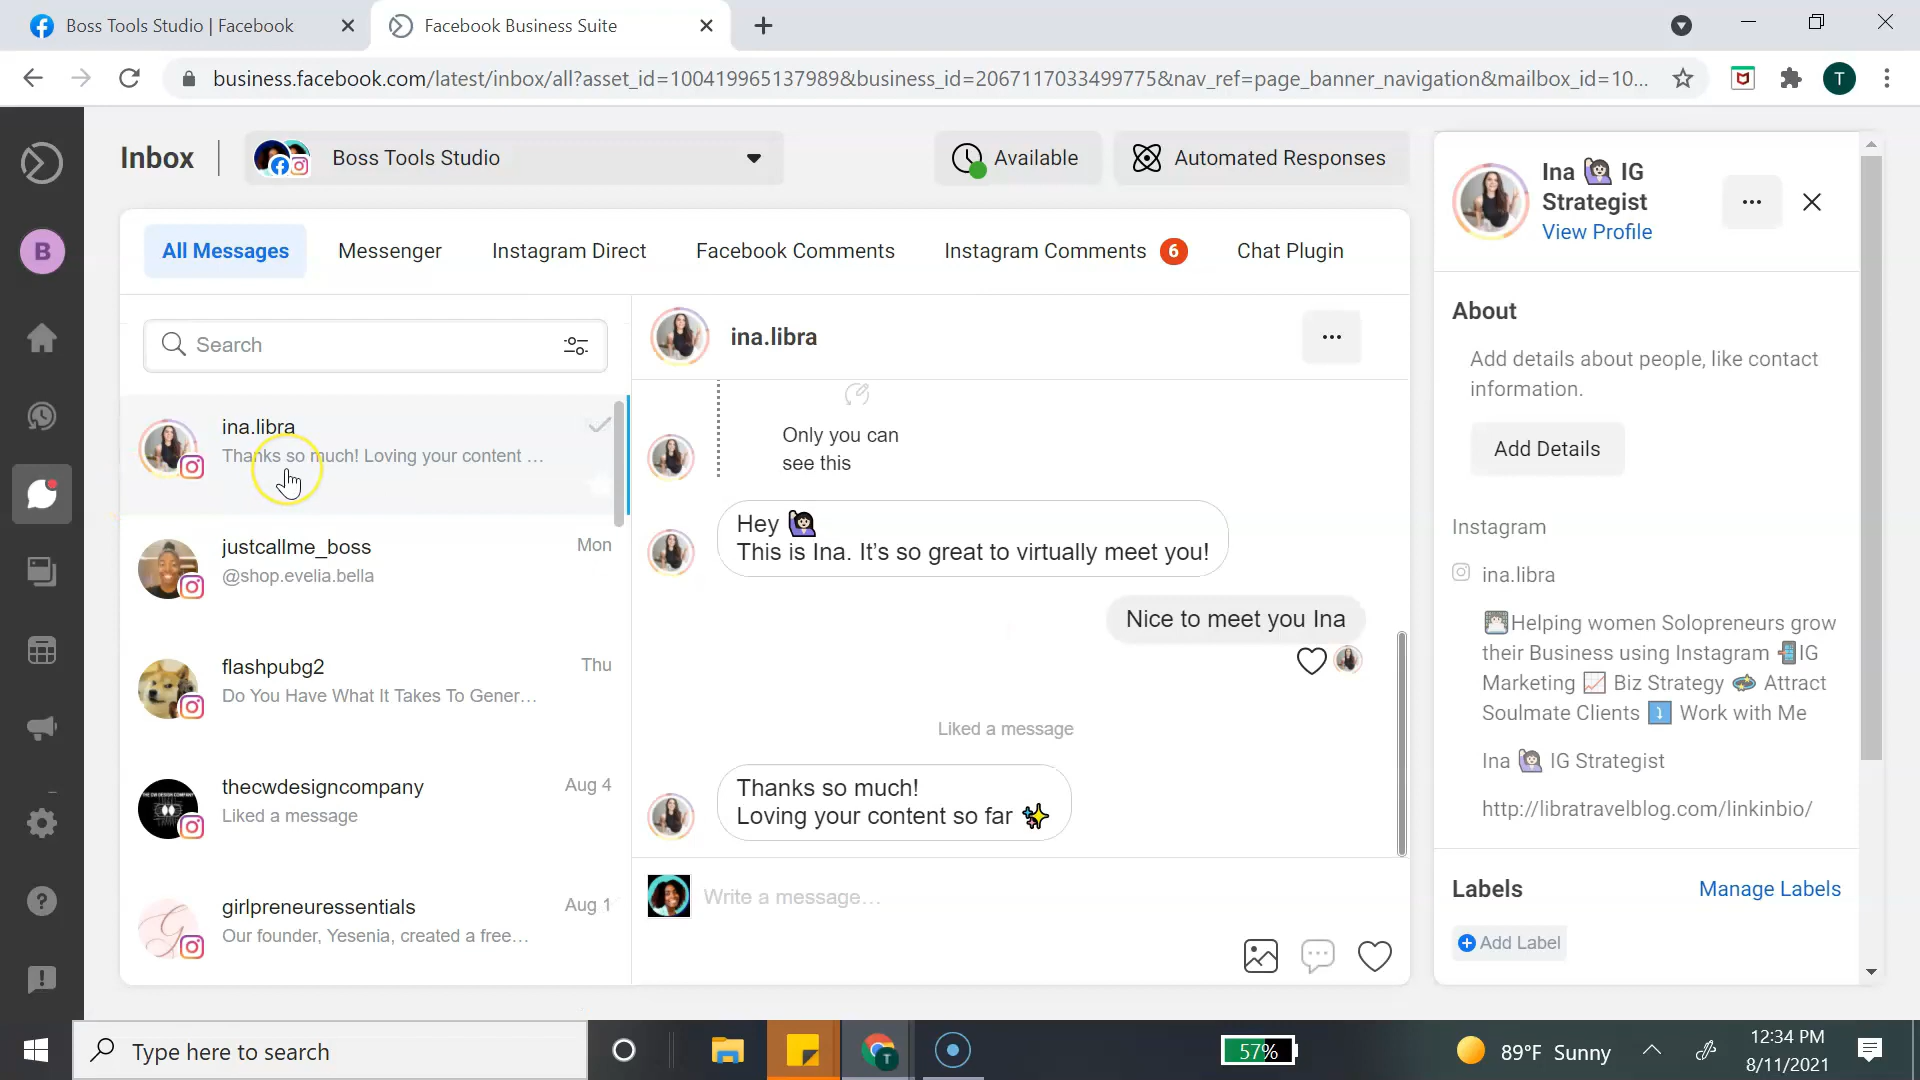 Boss Tools Studio | Facebook
Facebook Business Suite
business.facebook.com/latest/inbox/all?asset_id=100419965137989&business_id=2067117033499775&nav_ref=page_banner_navigation&mailbox_id=10...
T
Inbox
Boss Tools Studio
Available
Automated Responses
B
All Messages
Messenger
Instagram Direct
Facebook Comments
Instagram Comments 6
Chat Plugin
Search
ina.libra
Thanks so much! Loving your content ...
justcallme_boss
Mon
@shop.evelia.bella
flashpubg2
Thu
Do You Have What It Takes To Gener...
thecwdesigncompany
Aug 4
Liked a message
girlpreneuressentials
Aug 1
Our founder, Yesenia, created a free...
ina.libra
Only you can
see this
Hey 🙋🏻‍♀️
This is Ina. It’s so great to virtually meet you!
Nice to meet you Ina
Liked a message
Thanks so much!
Loving your content so far ✨
Write a message...
Ina 🙋🏻‍♀️ IG
Strategist
View Profile
About
Add details about people, like contact
information.
Add Details
Instagram
ina.libra
👩🏻‍💻Helping women Solopreneurs grow
their Business using Instagram 📲IG
Marketing 📈 Biz Strategy 💫 Attract
Soulmate Clients ⤵️ Work with Me
Ina 🙋🏻‍♀️ IG Strategist
http://libratravelblog.com/linkinbio/
Labels
Manage Labels
Add Label
Type here to search
T
57%
89°F Sunny
12:34 PM
8/11/2021